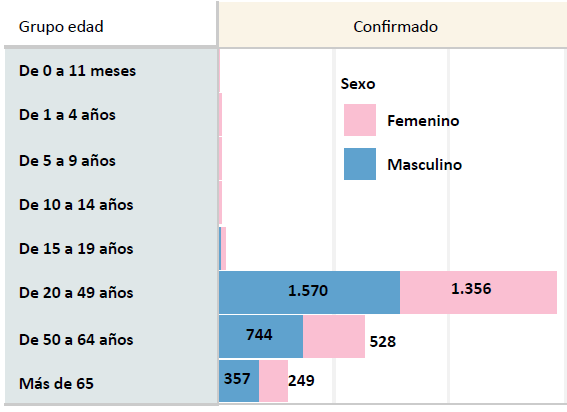 Grupo edad
Confirmado
De 0 a 11 meses
Sexo
De 1 a 4 años
Femenino
De 5 a 9 años
Masculino
De 10 a 14 años
De 15 a 19 años
De 20 a 49 años
1.570
1.356
De 50 a 64 años
744
528
Más de 65
357
249